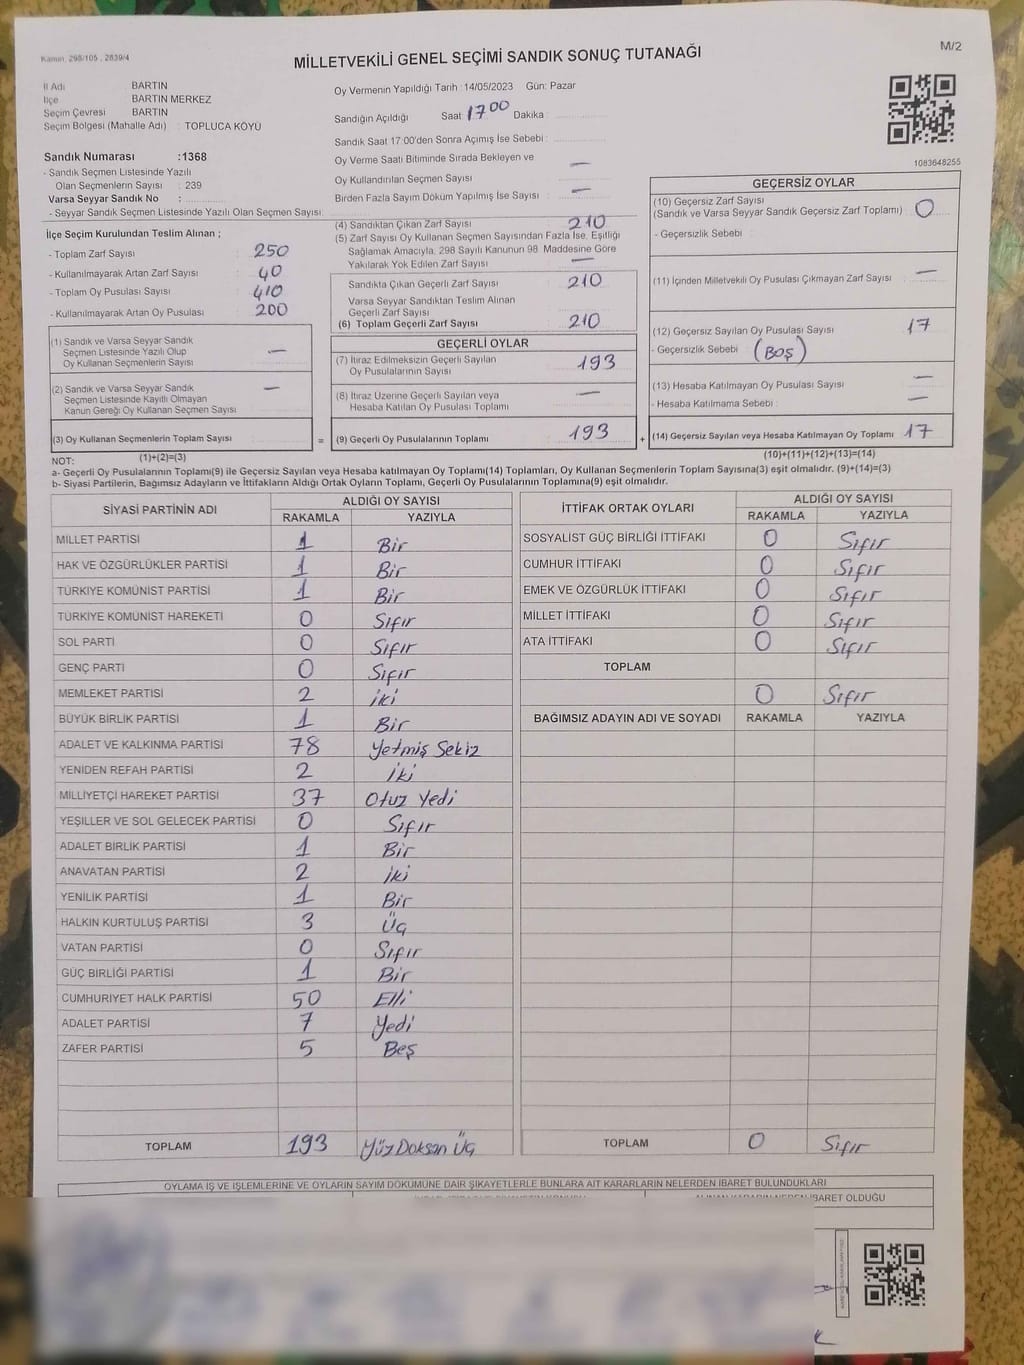 Kanun, 298/105 , 2839/4
M/2
MİLLETVEKİLİ GENEL SEÇİMİ SANDIK SONUÇ TUTANAĞI
İl Adı BARTIN
İlçe BARTIN MERKEZ
Seçim Çevresi BARTIN
Seçim Bölgesi (Mahalle Adı) : TOPLUCA KÖYÜ
Sandık Numarası :1368
- Sandık Seçmen Listesinde Yazılı
Olan Seçmenlerin Sayısı : 239
Varsa Seyyar Sandık No :
- Seyyar Sandık Seçmen Listesinde Yazılı Olan Seçmen Sayısı:
İlçe Seçim Kurulundan Teslim Alınan ;
- Toplam Zarf Sayısı : 250
- Kullanılmayarak Artan Zarf Sayısı : 40
- Toplam Oy Pusulası Sayısı : 410
- Kullanılmayarak Artan Oy Pusulası : 200
(1) Sandık ve Varsa Seyyar Sandık
Seçmen Listesinde Yazılı Olup
Oy Kullanan Seçmenlerin Sayısı : —
(2) Sandık ve Varsa Seyyar Sandık
Seçmen Listesinde Kayıtlı Olmayan
Kanun Gereği Oy Kullanan Seçmen Sayısı : —
(3) Oy Kullanan Seçmenlerin Toplam Sayısı :
(1)+(2)=(3)
Oy Vermenin Yapıldığı Tarih :14/05/2023 Gün: Pazar
Sandığın Açıldığı Saat : 17 00 Dakika :
Sandık Saat 17:00'den Sonra Açımış İse Sebebi :
Oy Verme Saati Bitiminde Sırada Bekleyen ve
Oy Kullandırılan Seçmen Sayısı : —
Birden Fazla Sayım Döküm Yapılmış İse Sayısı : —
(4) Sandıktan Çıkan Zarf Sayısı : 210
(5) Zarf Sayısı Oy Kullanan Seçmen Sayısından Fazla İse, Eşitliği
Sağlamak Amacıyla, 298 Sayılı Kanunun 98. Maddesine Göre
Yakılarak Yok Edilen Zarf Sayısı : —
Sandıkta Çıkan Geçerli Zarf Sayısı : 210
Varsa Seyyar Sandıktan Teslim Alınan
Geçerli Zarf Sayısı :
(6) Toplam Geçerli Zarf Sayısı : 210
GEÇERLİ OYLAR
(7) İtiraz Edilmeksizin Geçerli Sayılan
Oy Pusulalarının Sayısı : 193
(8) İtiraz Üzerine Geçerli Sayılan veya
Hesaba Katılan Oy Pusulası Toplamı : —
= (9) Geçerli Oy Pusulalarının Toplamı : 193 +
1083648255
GEÇERSİZ OYLAR
(10) Geçersiz Zarf Sayısı
(Sandık ve Varsa Seyyar Sandık Geçersiz Zarf Toplamı) : 0
- Geçersizlik Sebebi :
(11) İçinden Milletvekili Oy Pusulası Çıkmayan Zarf Sayısı : —
(12) Geçersiz Sayılan Oy Pusulası Sayısı : 17
- Geçersizlik Sebebi : (BOŞ)
(13) Hesaba Katılmayan Oy Pusulası Sayısı : —
- Hesaba Katılmama Sebebi : —
(14) Geçersiz Sayılan veya Hesaba Katılmayan Oy Toplamı : 17
(10)+(11)+(12)+(13)=(14)
NOT:
a- Geçerli Oy Pusulalarının Toplamı(9) ile Geçersiz Sayılan veya Hesaba katılmayan Oy Toplamı(14) Toplamları, Oy Kullanan Seçmenlerin Toplam Sayısına(3) eşit olmalıdır. (9)+(14)=(3)
b- Siyasi Partilerin, Bağımsız Adayların ve İttifakların Aldığı Ortak Oyların Toplamı, Geçerli Oy Pusulalarının Toplamına(9) eşit olmalıdır.
SİYASİ PARTİNİN ADI ALDIĞI OY SAYISI
RAKAMLA YAZIYLA
MİLLET PARTİSİ 1 Bir
HAK VE ÖZGÜRLÜKLER PARTİSİ 1 Bir
TÜRKİYE KOMÜNİST PARTİSİ 1 Bir
TÜRKİYE KOMÜNİST HAREKETİ 0 Sıfır
SOL PARTİ 0 Sıfır
GENÇ PARTİ 0 Sıfır
MEMLEKET PARTİSİ 2 İki
BÜYÜK BİRLİK PARTİSİ 1 Bir
ADALET VE KALKINMA PARTİSİ 78 Yetmiş Sekiz
YENİDEN REFAH PARTİSİ 2 İki
MİLLİYETÇİ HAREKET PARTİSİ 37 Otuz Yedi
YEŞİLLER VE SOL GELECEK PARTİSİ 0 Sıfır
ADALET BİRLİK PARTİSİ 1 Bir
ANAVATAN PARTİSİ 2 İki
YENİLİK PARTİSİ 1 Bir
HALKIN KURTULUŞ PARTİSİ 3 Üç
VATAN PARTİSİ 0 Sıfır
GÜÇ BİRLİĞİ PARTİSİ 1 Bir
CUMHURİYET HALK PARTİSİ 50 Elli
ADALET PARTİSİ 7 Yedi
ZAFER PARTİSİ 5 Beş
TOPLAM 193 Yüz Doksan Üç
İTTİFAK ORTAK OYLARI ALDIĞI OY SAYISI
RAKAMLA YAZIYLA
SOSYALİST GÜÇ BİRLİĞİ İTTİFAKI 0 Sıfır
CUMHUR İTTİFAKI 0 Sıfır
EMEK VE ÖZGÜRLÜK İTTİFAKI 0 Sıfır
MİLLET İTTİFAKI 0 Sıfır
ATA İTTİFAKI 0 Sıfır
TOPLAM
0 Sıfır
BAĞIMSIZ ADAYIN ADI VE SOYADI RAKAMLA YAZIYLA
TOPLAM 0 Sıfır
OYLAMA İŞ VE İŞLEMLERİNE VE OYLARIN SAYIM DÖKÜMÜNE DAİR ŞİKAYETLERLE BUNLARA AİT KARARLARIN NELERDEN İBARET BULUNDUKLARI
İBARET OLDUĞU